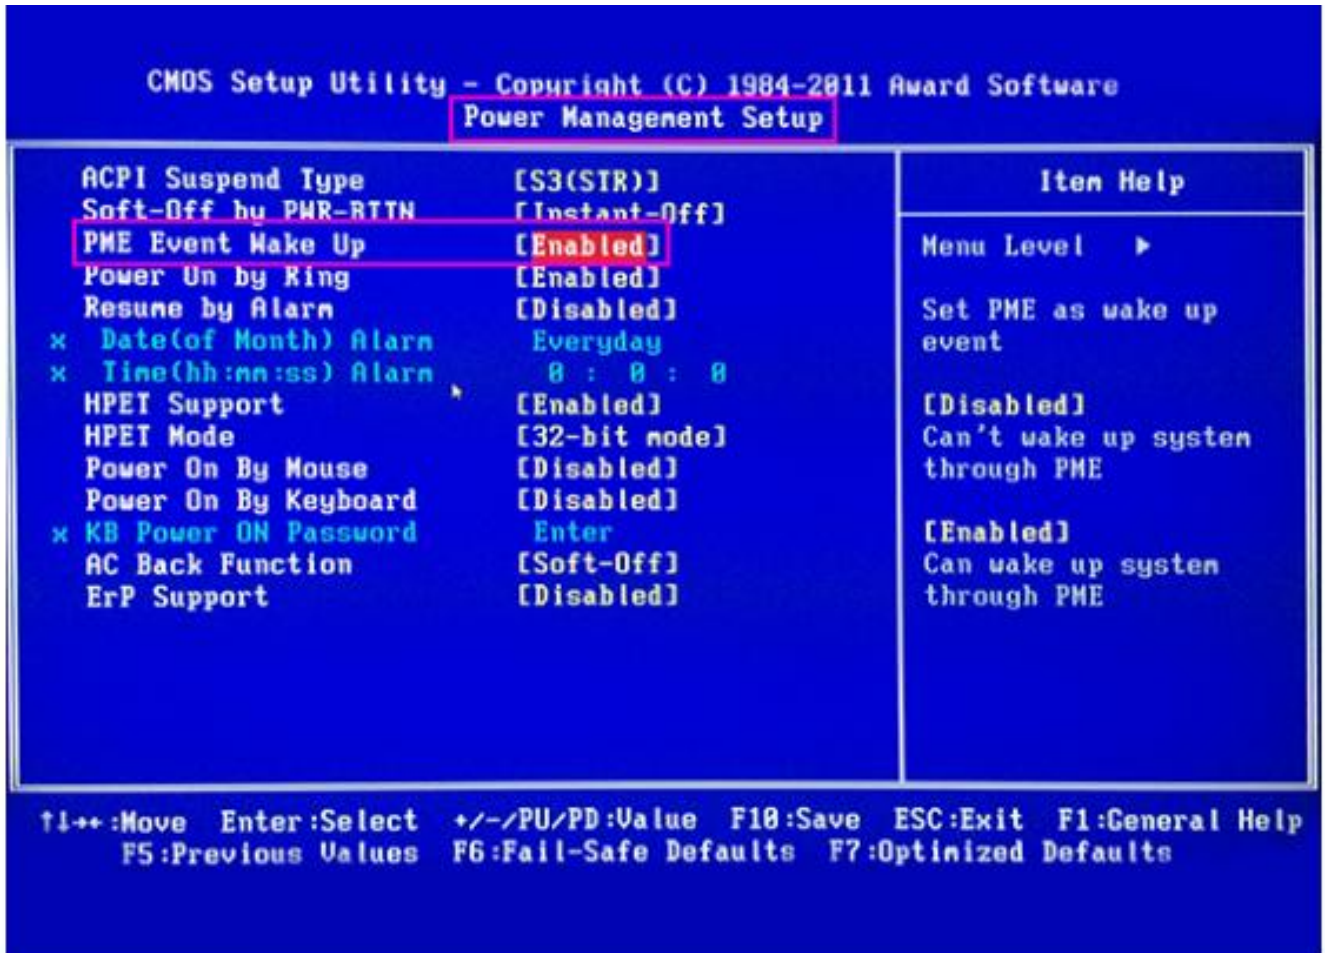 CMOS Setup Utility - Copyright (C) 1984-2011 Award Software
Power Management Setup
ACPI Suspend Type [S3(STR)]
Soft-Off by PWR-BTTN [Instant-Off]
PME Event Wake Up [Enabled]
Power On by Ring [Enabled]
Resume by Alarm [Disabled]
x Date(of Month) Alarm Everyday
x Time(hh:mm:ss) Alarm 0 : 0 : 0
HPET Support [Enabled]
HPET Mode [32-bit mode]
Power On By Mouse [Disabled]
Power On By Keyboard [Disabled]
x KB Power ON Password Enter
AC Back Function [Soft-Off]
ErP Support [Disabled]
Item Help
Menu Level ▶
Set PME as wake up
event
[Disabled]
Can't wake up system
through PME
[Enabled]
Can wake up system
through PME
↑↓→←:Move Enter:Select +/-/PU/PD:Value F10:Save ESC:Exit F1:General Help
F5:Previous Values F6:Fail-Safe Defaults F7:Optimized Defaults